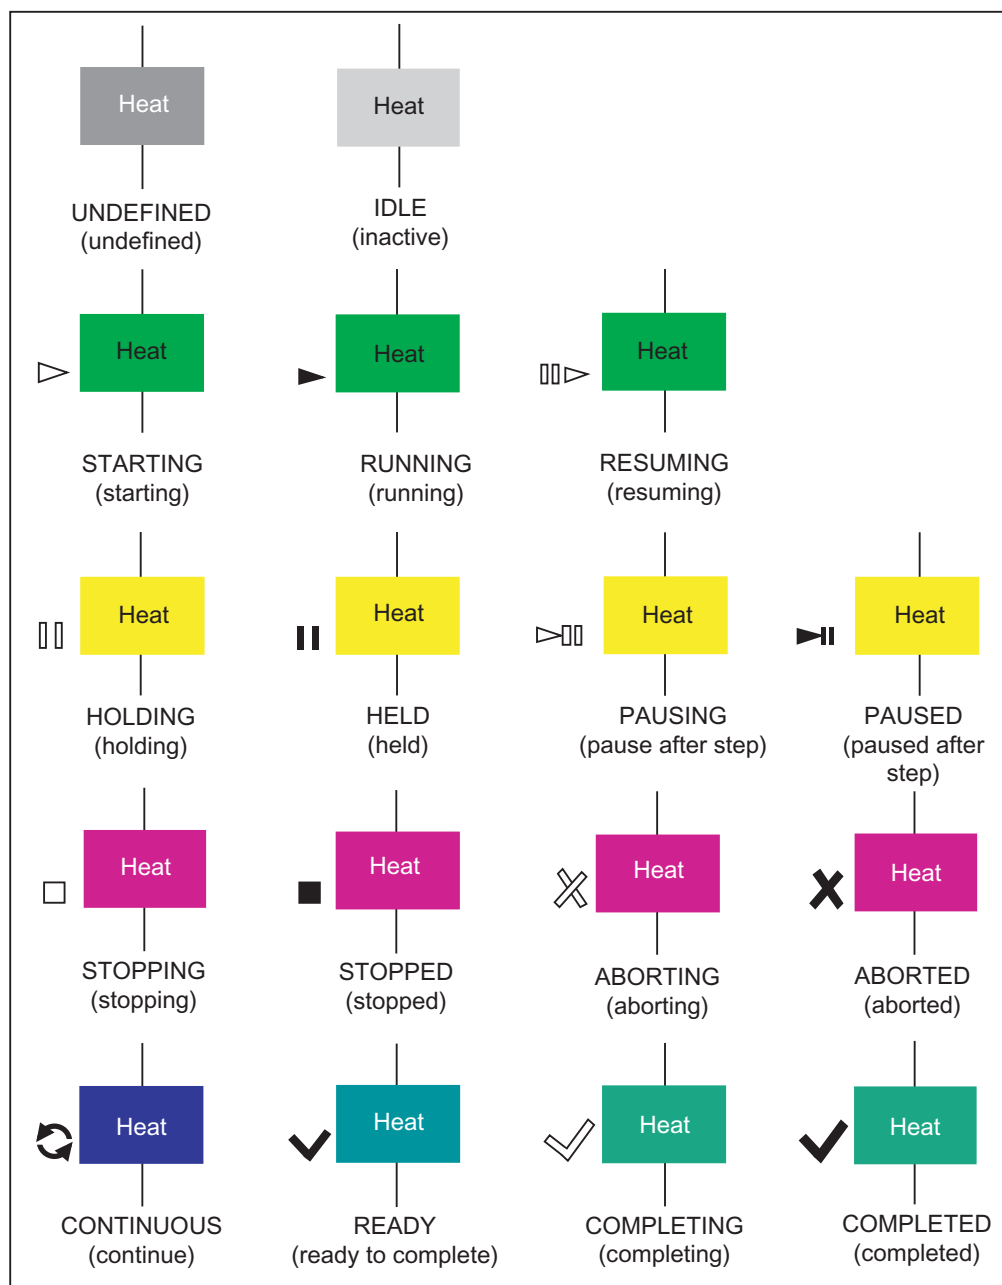 Heat
Heat
UNDEFINED
(undefined)
IDLE
(inactive)
Heat
Heat
Heat
STARTING
(starting)
RUNNING
(running)
RESUMING
(resuming)
Heat
Heat
Heat
Heat
HOLDING
(holding)
HELD
(held)
PAUSING
(pause after step)
PAUSED
(paused after
step)
Heat
Heat
Heat
Heat
STOPPING
(stopping)
STOPPED
(stopped)
ABORTING
(aborting)
ABORTED
(aborted)
Heat
Heat
Heat
Heat
CONTINUOUS
(continue)
READY
(ready to complete)
COMPLETING
(completing)
COMPLETED
(completed)